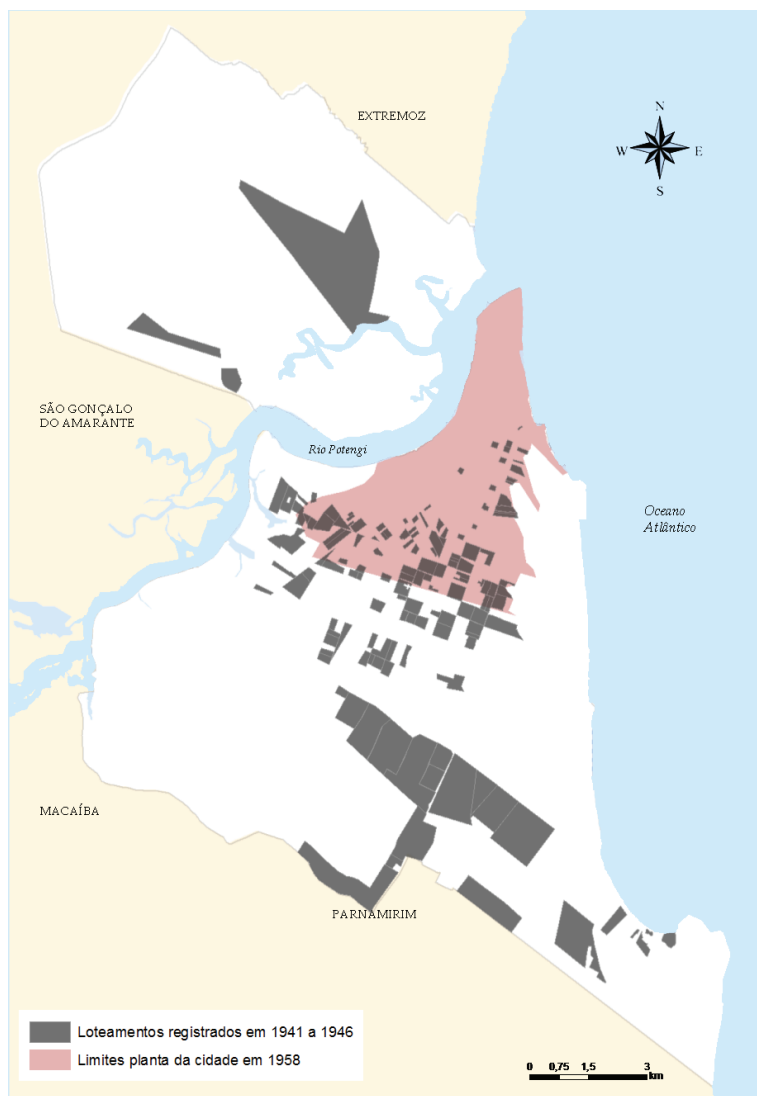 EXTREMOZ
N
W
E
S
SÃO GONÇALO
DO AMARANTE
Rio Potengi
Oceano
Atlântico
MACAÍBA
PARNAMIRIM
Loteamentos registrados em 1941 a 1946
Limites planta da cidade em 1958
0 0,75 1,5 3
km